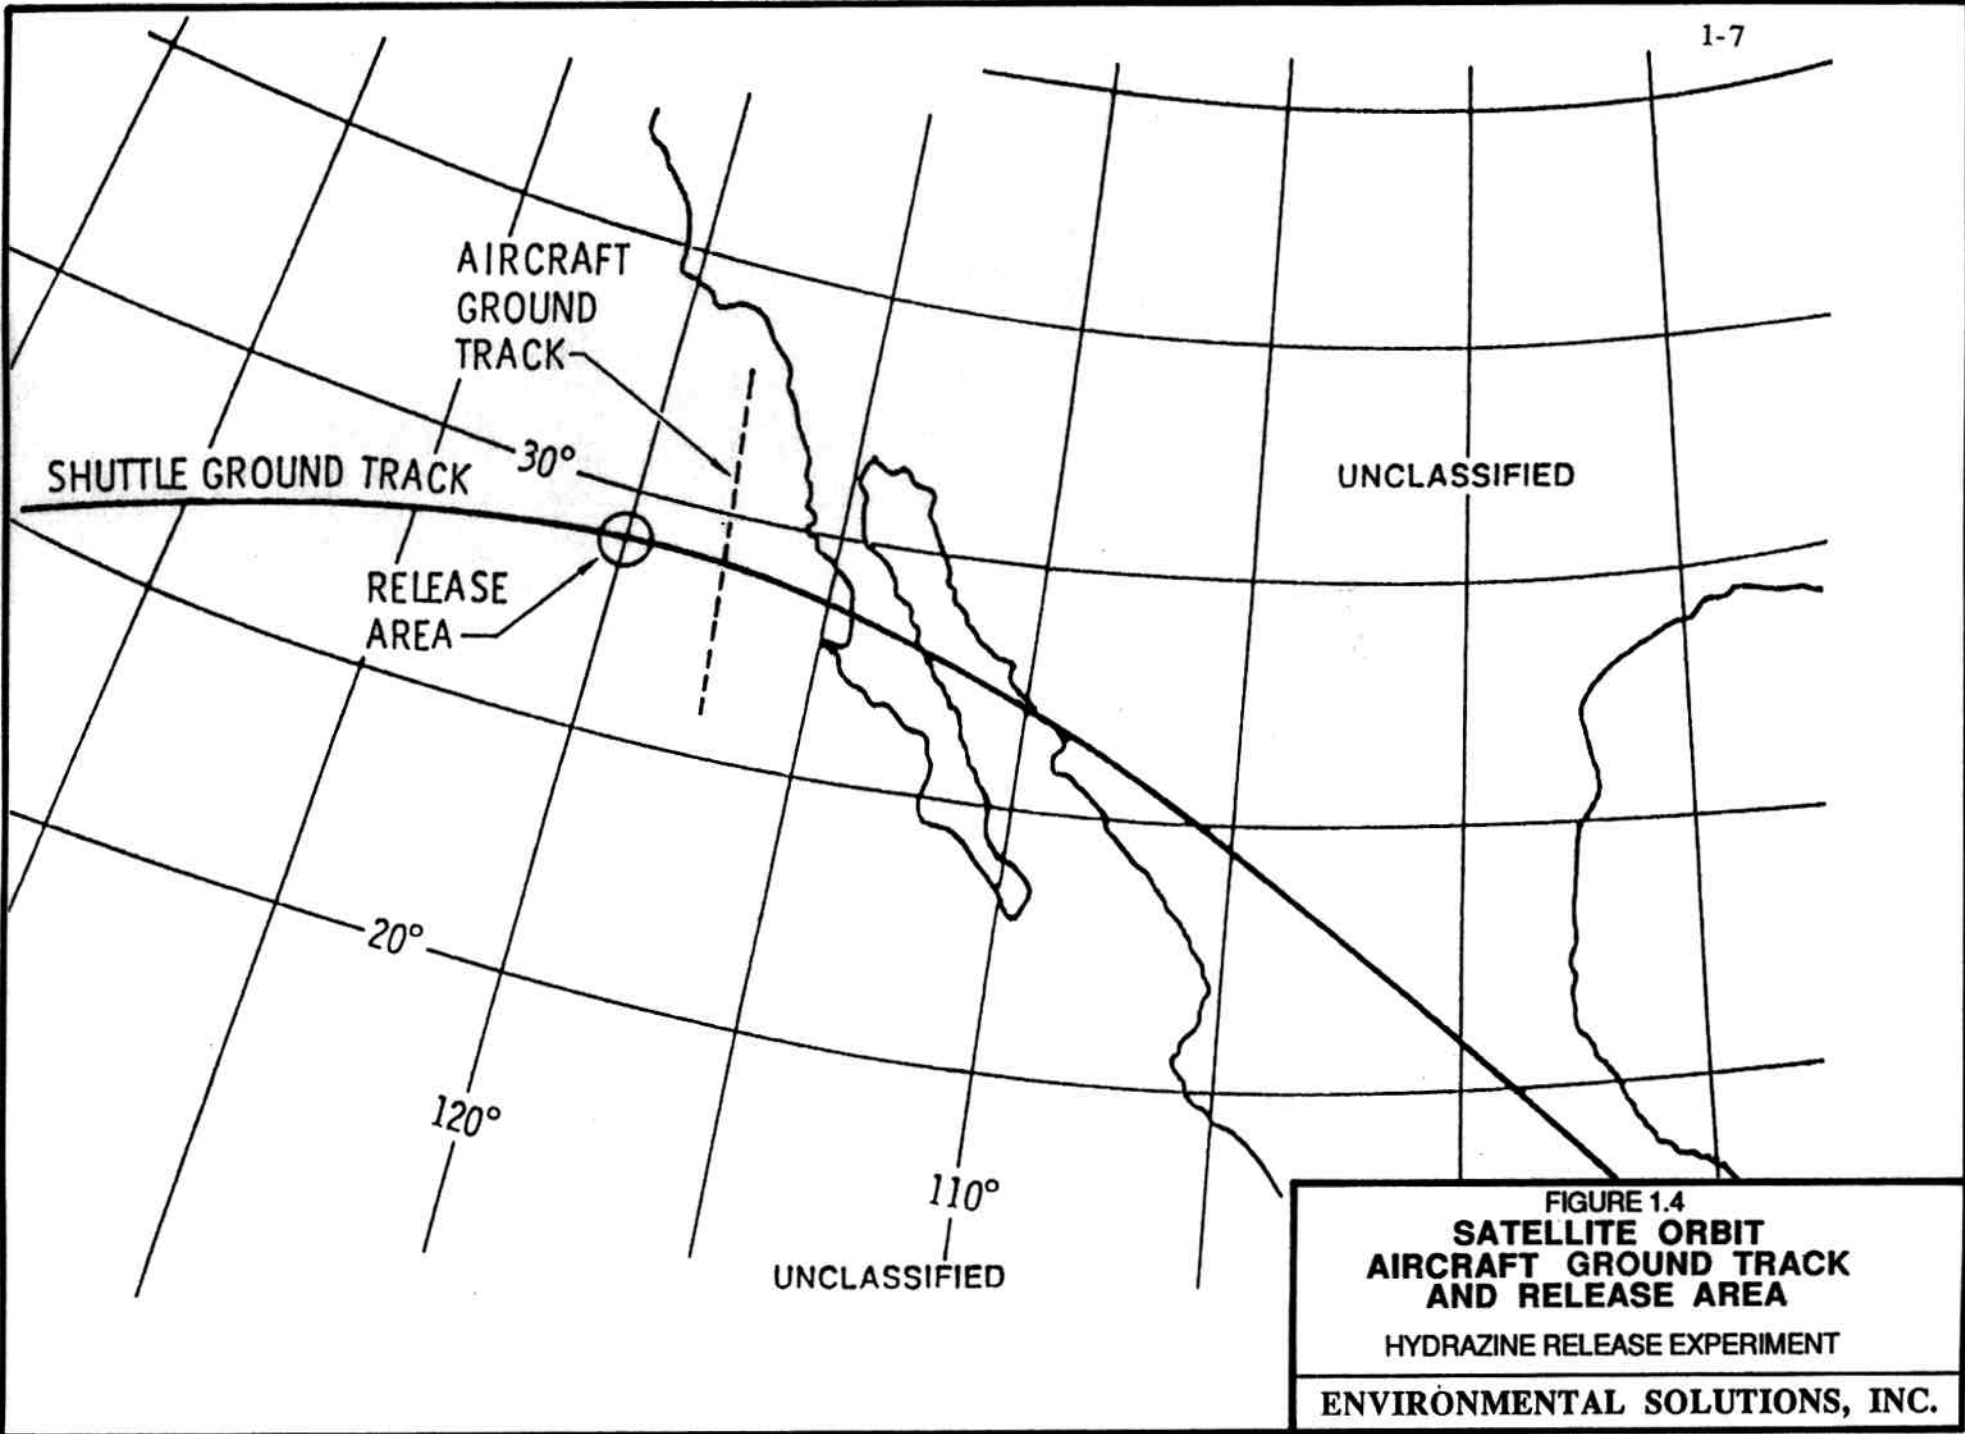 1-7
AIRCRAFT
GROUND
TRACK
30°
SHUTTLE GROUND TRACK
UNCLASSIFIED
RELEASE
AREA
20°
120°
110°
UNCLASSIFIED
FIGURE 1.4
SATELLITE ORBIT
AIRCRAFT GROUND TRACK
AND RELEASE AREA
HYDRAZINE RELEASE EXPERIMENT
ENVIRONMENTAL SOLUTIONS, INC.